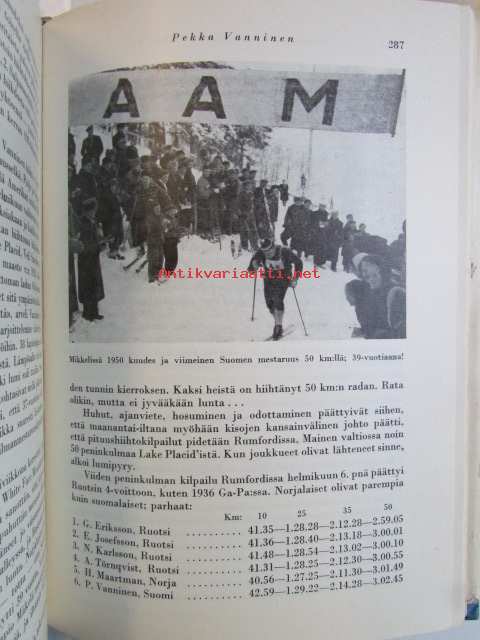 Pekka Vanninen
287
AAM
Antikvariaatti.net
Mikkelissä 1950 kuudes ja viimeinen Suomen mestaruus 50 km:llä; 39-vuotiaana!
den tunnin kierroksen. Kaksi heistä on hiihtänyt 50 km:n radan. Rata
olikin, mutta ei jyvääkään lunta . . .
Huhut, ajanviete, hosuminen ja odottaminen päättyivät siihen,
että maanantai-iltana myöhään kisojen kansainvälinen johto päätti,
että pitunshiihtokilpailut pidetään Rumfordissa. Mainen valtiossa noin
50 peninkulmaa Lake Placid'istä. Kun joukkueet olivat lähteneet sinne,
alkoi lumipyry.
Viiden peninkulman kilpailu Rumfordissa helmikuun 6. pnä päättyi
Ruotsin 4-voittoon, kuten 1936 Ga-Pa:ssa. Norjalaiset olivat parempia
kuin suomalaiset; parhaat:
Km: 10 25 35 50
1. G. Eriksson, Ruotsi .......... 41.35—1.28.28—2.12.28—2.59.05
2. E. Josefsson, Ruotsi .......... 41.36—1.28.40—2.13.18—3.00.01
3. N. Karlsson, Ruotsi .......... 41.48—1.28.54—2.13.02—3.00.10
4. A. Törnqvist, Ruotsi .......... 41.31—1.28.25—2.12.30—3.00.55
5. H. Maartman, Norja .......... 40.56—1.27.25—2.11.30—3.01.49
6. P. Vanninen, Suomi .......... 42.59—1.29.22—2.14.28—3.02.45